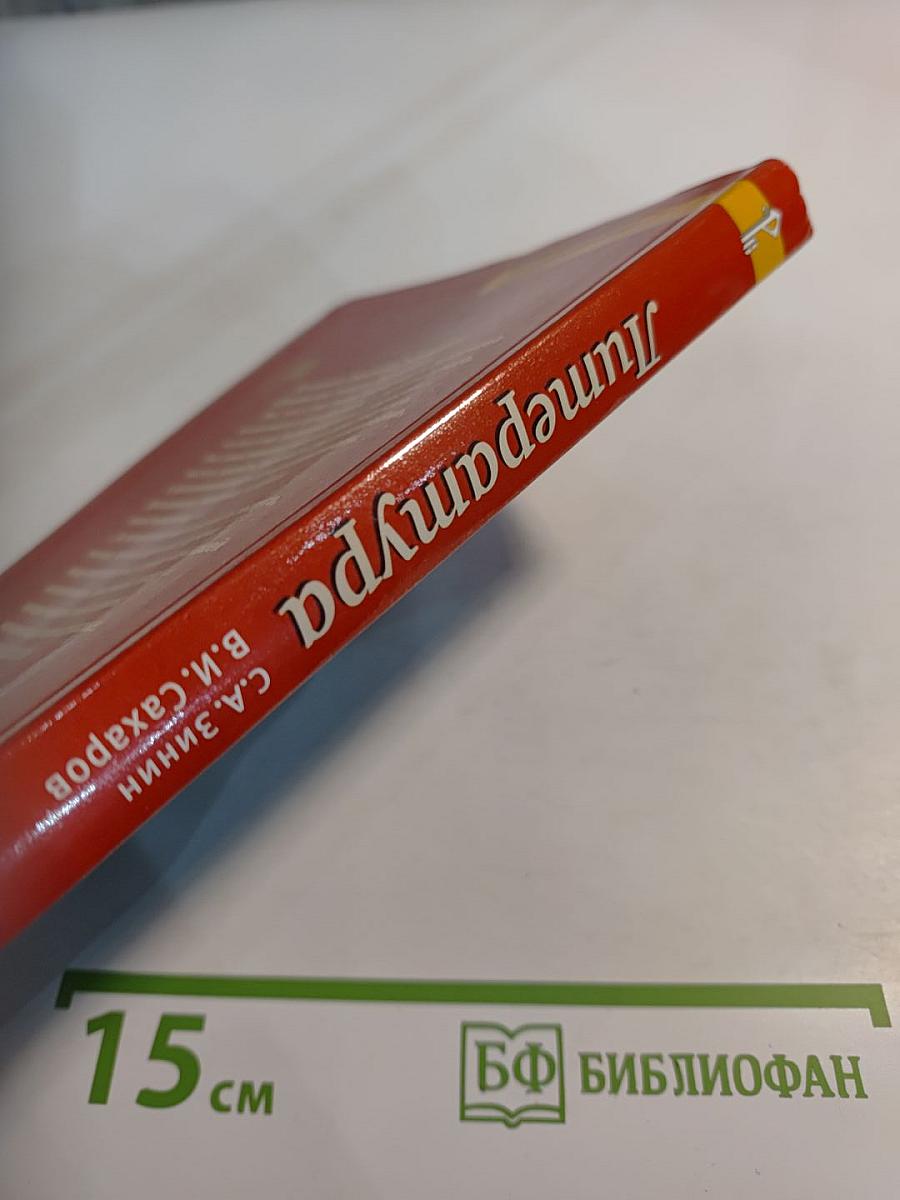 Литература
С.А. Зинин
В.И. Сахаров
15 см
БФ БИБЛИОФАН